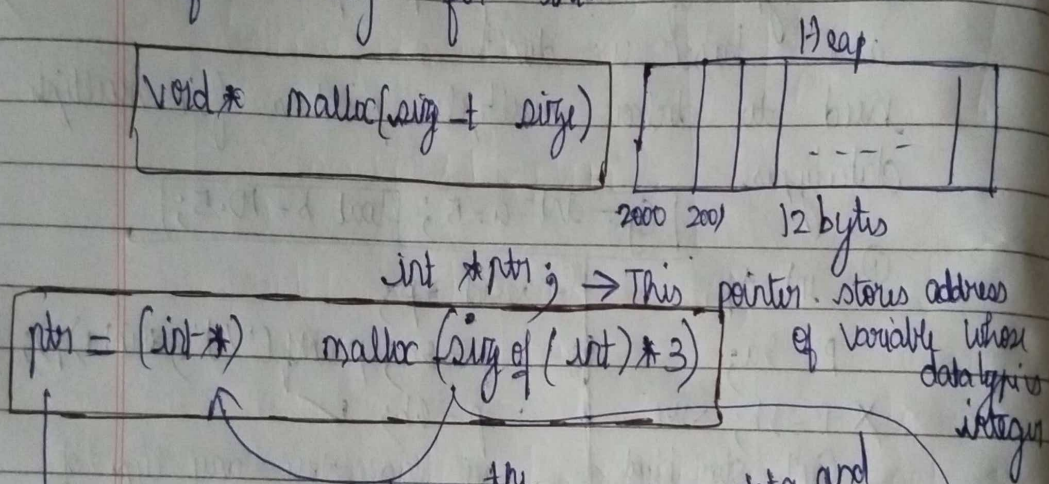 Heap
void * malloc(size_t size)
2000 2001 12 bytes
int *ptr; → This pointer stores address
ptr = (int*) malloc (sizeof(int)*3) of variable whose
datatype is
integer
and